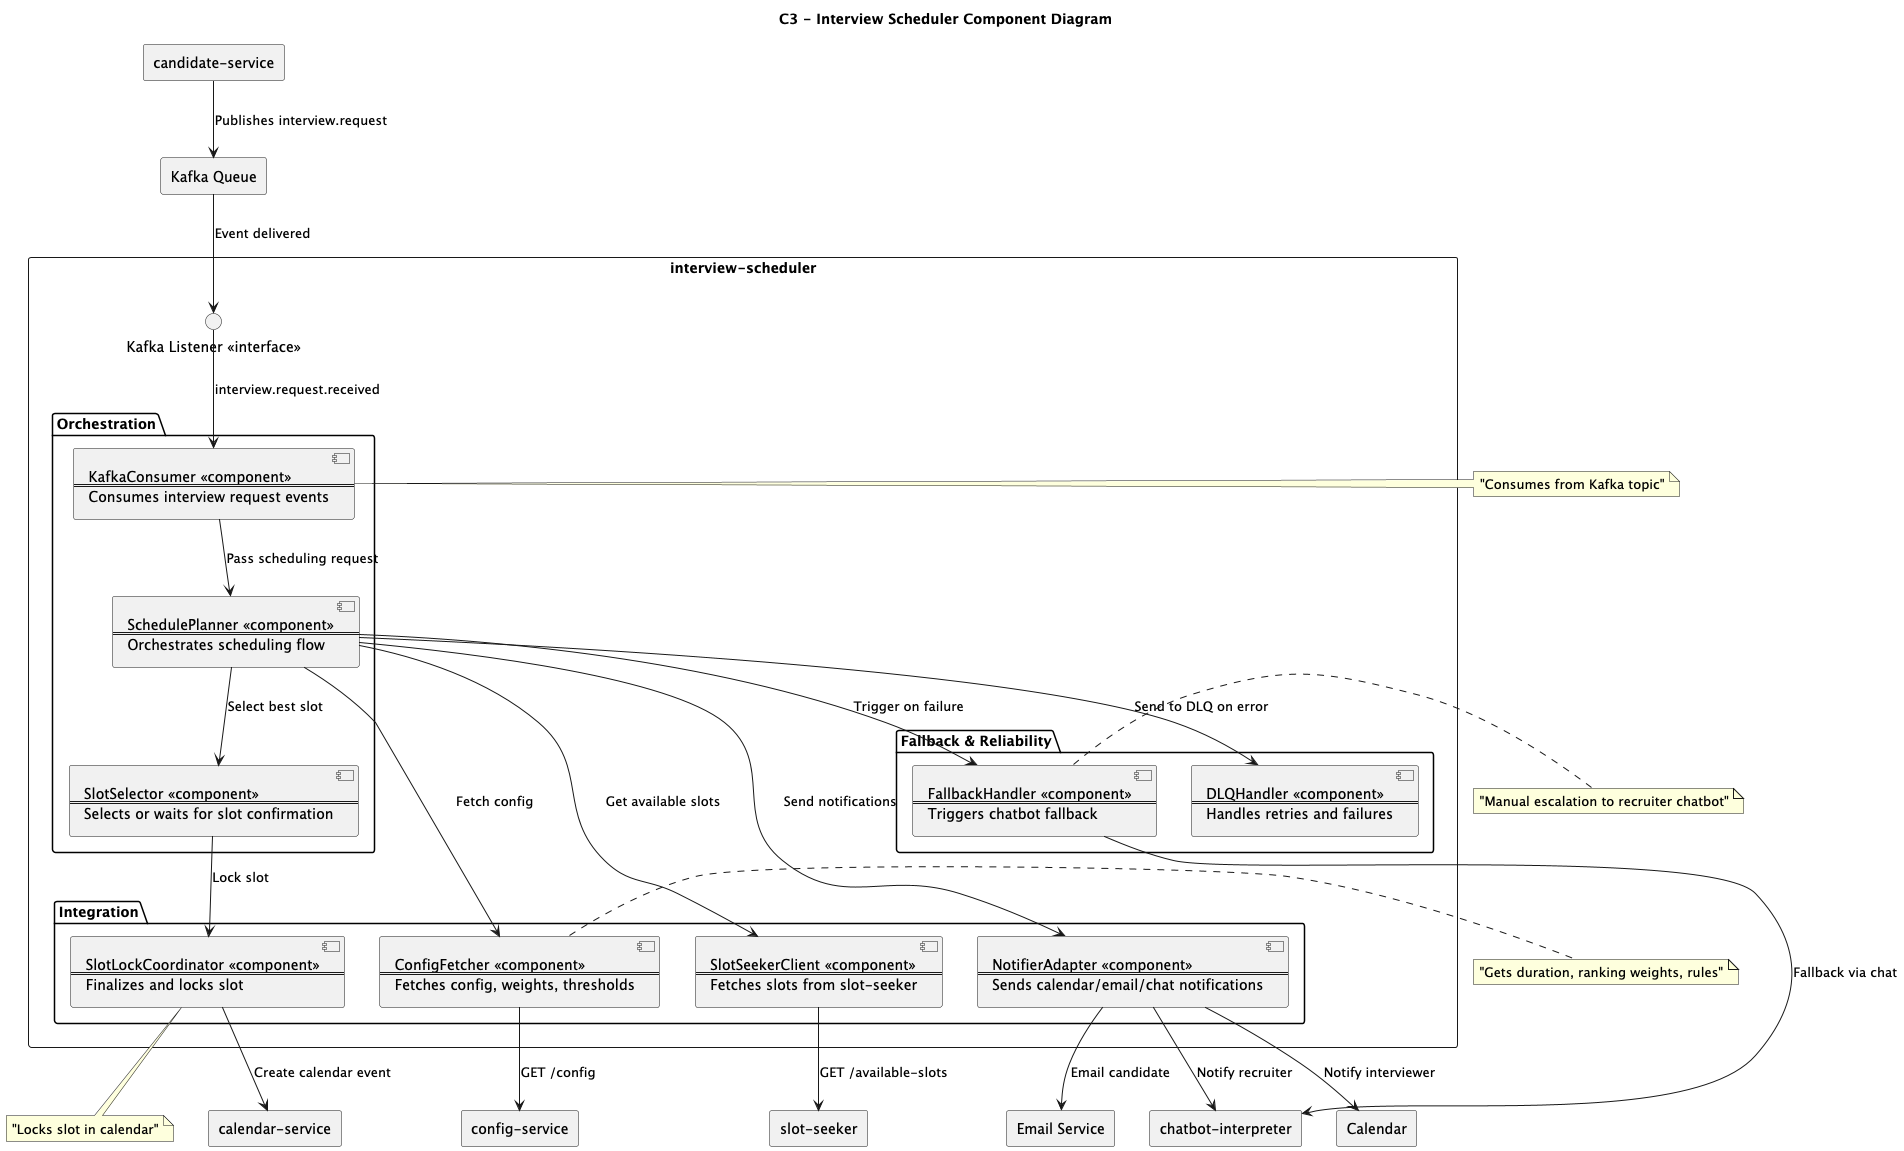 C3 - Interview Scheduler Component Diagram
candidate-service
Publishes interview.request
Kafka Queue
Event delivered
interview-scheduler
Kafka Listener «interface»
interview.request.received
Orchestration
KafkaConsumer «component»
Consumes interview request events
"Consumes from Kafka topic"
Pass scheduling request
SchedulePlanner «component»
Orchestrates scheduling flow
Select best slot
Trigger on failure
Send to DLQ on error
Fallback & Reliability
SlotSelector «component»
Selects or waits for slot confirmation
Fetch config
Get available slots
Send notifications
FallbackHandler «component»
Triggers chatbot fallback
DLQHandler «component»
Handles retries and failures
"Manual escalation to recruiter chatbot"
Lock slot
Integration
SlotLockCoordinator «component»
Finalizes and locks slot
ConfigFetcher «component»
Fetches config, weights, thresholds
SlotSeekerClient «component»
Fetches slots from slot-seeker
NotifierAdapter «component»
Sends calendar/email/chat notifications
"Gets duration, ranking weights, rules"
Fallback via chat
Create calendar event
GET /config
GET /available-slots
Email candidate
Notify recruiter
Notify interviewer
"Locks slot in calendar"
calendar-service
config-service
slot-seeker
Email Service
chatbot-interpreter
Calendar